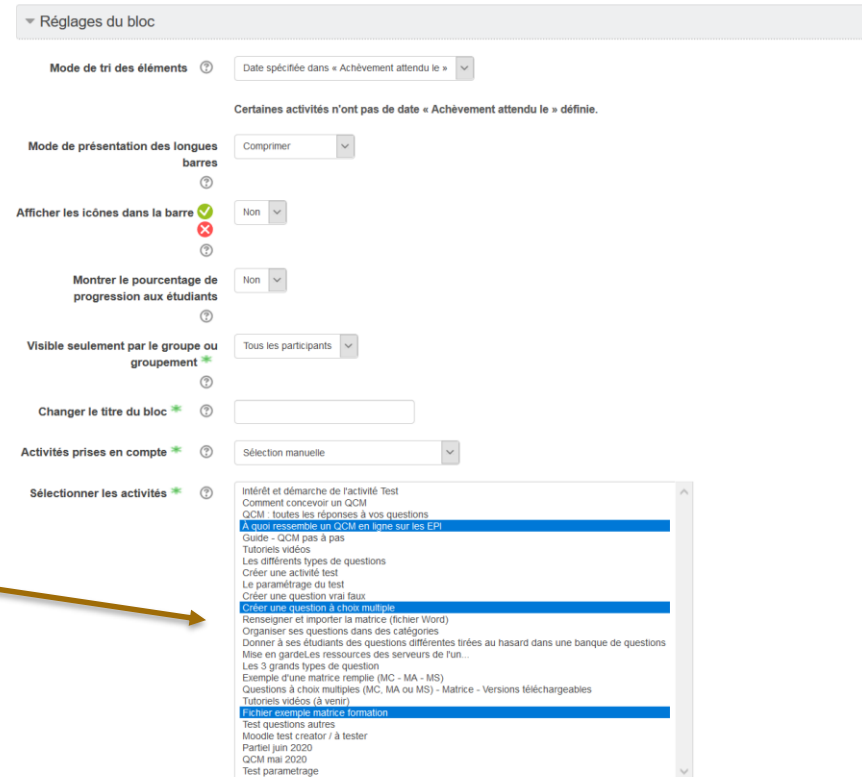 Réglages du bloc
Mode de tri des éléments
Date spécifiée dans « Achèvement attendu le »
Certaines activités n'ont pas de date « Achèvement attendu le » définie.
Mode de présentation des longues
barres
Comprimer
Afficher les icônes dans la barre
Non
Montrer le pourcentage de
progression aux étudiants
Non
Visible seulement par le groupe ou
groupement
Tous les participants
Changer le titre du bloc
Activités prises en compte
Sélection manuelle
Sélectionner les activités
Intérêt et démarche de l'activité Test
Comment concevoir un QCM
QCM : toutes les réponses à vos questions
À quoi ressemble un QCM en ligne sur les EPI
Guide - QCM pas à pas
Tutoriels vidéos
Les différents types de questions
Créer une activité test
Le paramétrage du test
Créer une question vrai faux
Créer une question à choix multiple
Renseigner et importer la matrice (fichier Word)
Organiser ses questions dans des catégories
Donner à ses étudiants des questions différentes tirées au hasard dans une banque de questions
Mise en gardeLes ressources des serveurs de l'un...
Les 3 grands types de question
Exemple d'une matrice remplie (MC - MA - MS)
Questions à choix multiples (MC, MA ou MS) - Matrice - Versions téléchargeables
Tutoriels vidéos (à venir)
Fichier exemple matrice formation
Test questions autres
Moodle test creator / à tester
Partiel juin 2020
QCM mai 2020
Test parametrage